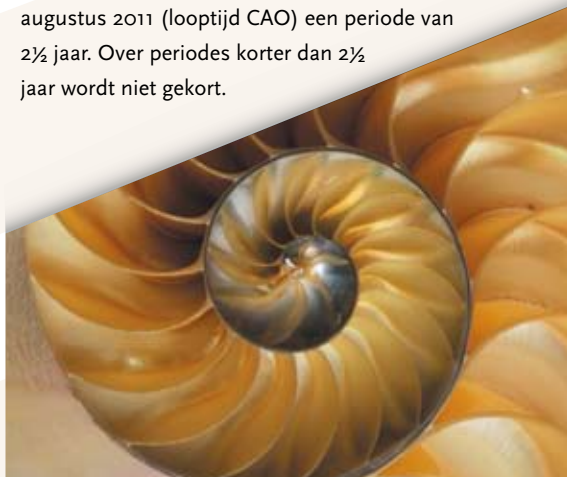 augustus 2011 (looptijd CAO) een periode van
2½ jaar. Over periodes korter dan 2½
jaar wordt niet gekort.